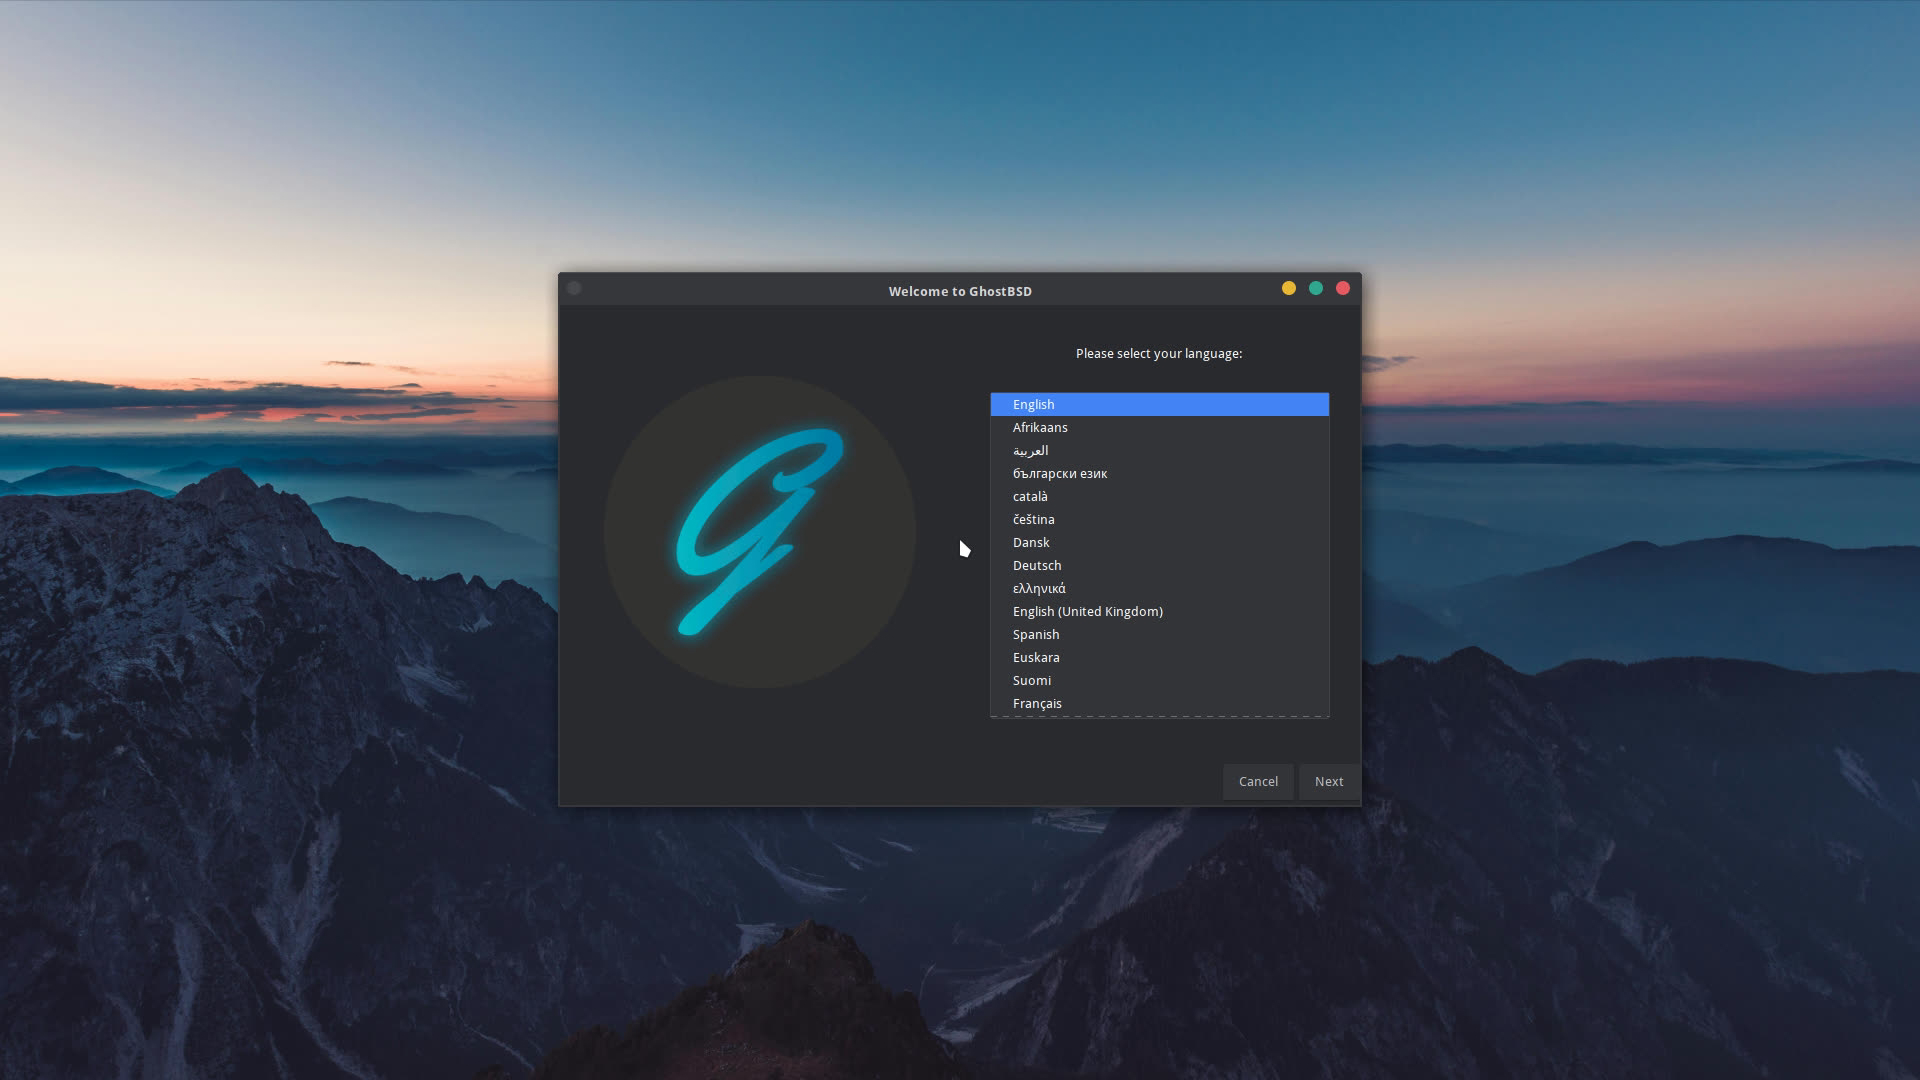 Welcome to GhostBSD
Please select your language:
English
Afrikaans
العربية
български език
català
čeština
Dansk
Deutsch
ελληνικά
English (United Kingdom)
Spanish
Euskara
Suomi
Français
Cancel
Next